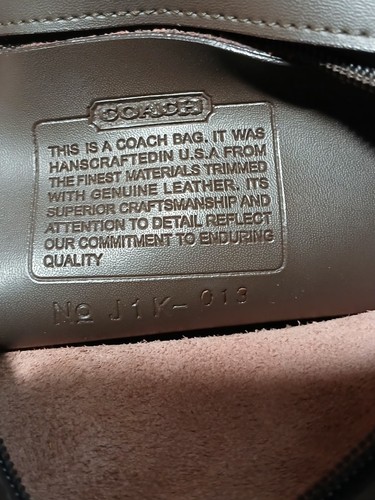 COACH
THIS IS A COACH BAG. IT WAS
HANSCRAFTEDIN U.S.A FROM
THE FINEST MATERIALS TRIMMED
WITH GENUINE LEATHER. ITS
SUPERIOR CRAFTSMANSHIP AND
ATTENTION TO DETAIL REFLECT
OUR COMMITMENT TO ENDURING
QUALITY
No J1K-013